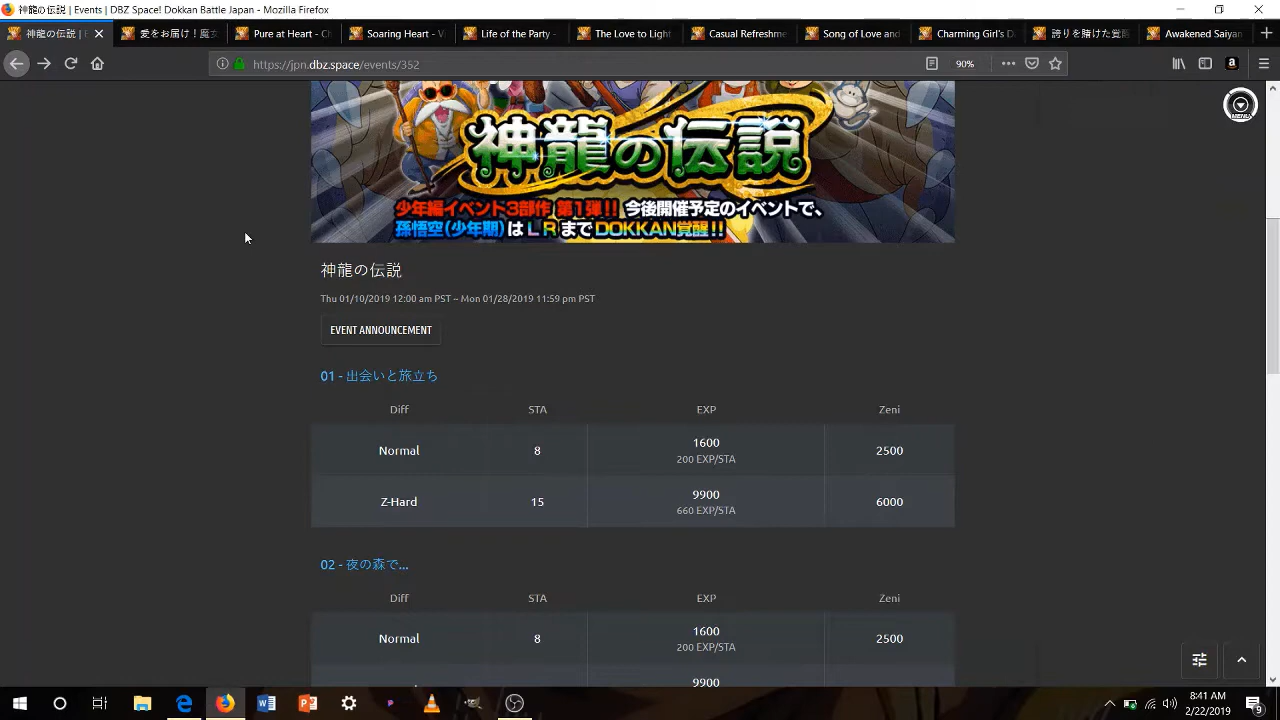 神龍の伝説 | Events | DBZ Space! Dokkan Battle Japan - Mozilla Firefox
神龍の伝説 | E
愛をお届け！魔女
Pure at Heart - Ch
Soaring Heart - Vi
Life of the Party -
The Love to Light
Casual Refreshme
Song of Love and
Charming Girl's Da
誇りを賭けた覚醒
Awakened Saiyan
https://jpn.dbz.space/events/352
90%
MENU
神龍の伝説
少年編イベント3部作 第1弾!! 今後開催予定のイベントで、
孫悟空(少年期)はLRまでDOKKAN覚醒!!
神龍の伝説
Thu 01/10/2019 12:00 am PST ~ Mon 01/28/2019 11:59 pm PST
EVENT ANNOUNCEMENT
01 - 出会いと旅立ち
Diff STA EXP Zeni
Normal 8 1600 2500
200 EXP/STA
Z-Hard 15 9900 6000
660 EXP/STA
02 - 夜の森で...
Diff STA EXP Zeni
Normal 8 1600 2500
200 EXP/STA
9900
8:41 AM
2/22/2019
9